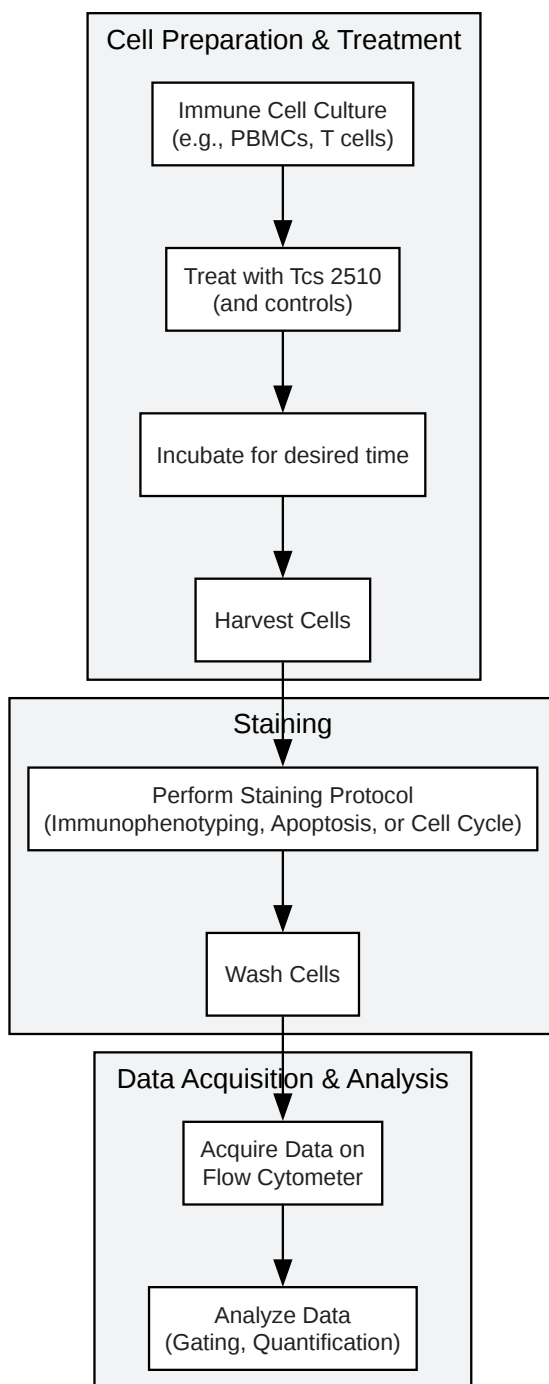 Cell Preparation & Treatment
Immune Cell Culture
(e.g., PBMCs, T cells)
Treat with Tcs 2510
(and controls)
Incubate for desired time
Harvest Cells
Staining
Perform Staining Protocol
(Immunophenotyping, Apoptosis, or Cell Cycle)
Wash Cells
Data Acquisition & Analysis
Acquire Data on
Flow Cytometer
Analyze Data
(Gating, Quantification)